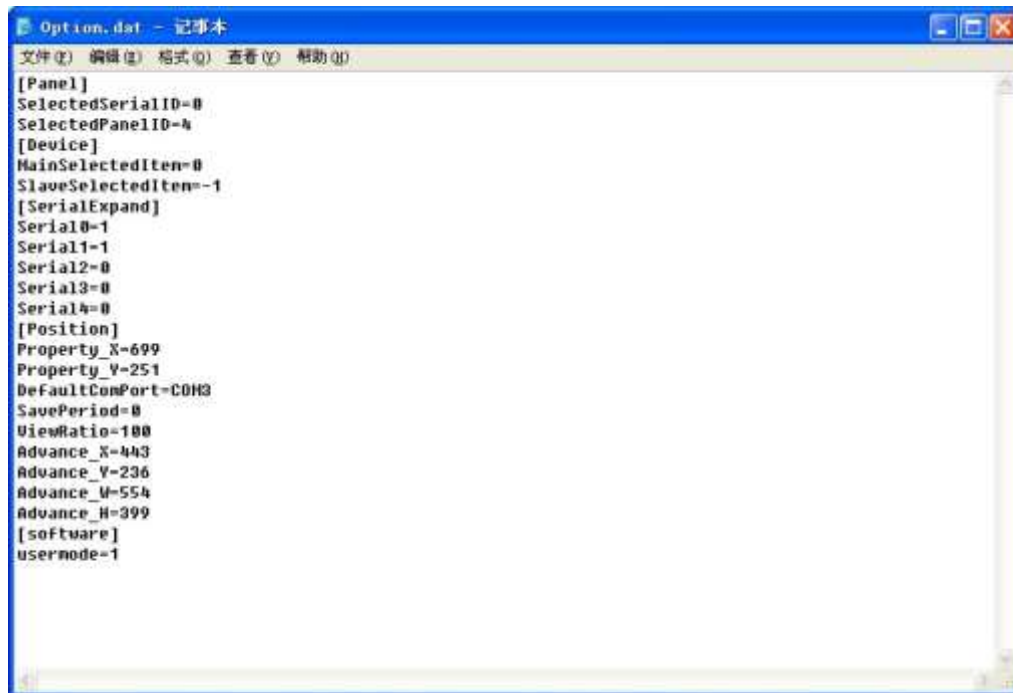 Option.dat - 记事本
文件(F) 编辑(E) 格式(O) 查看(V) 帮助(H)
[Panel]
SelectedSerialID=0
SelectedPanelID=4
[Device]
MainSelectedItem=0
SlaveSelectedItem=-1
[SerialExpand]
Serial0=1
Serial1=1
Serial2=0
Serial3=0
Serial4=0
[Position]
Property_X=699
Property_Y=251
DefaultComPort=COM3
SavePeriod=0
ViewRatio=100
Advance_X=443
Advance_Y=236
Advance_W=554
Advance_H=399
[software]
usermode=1